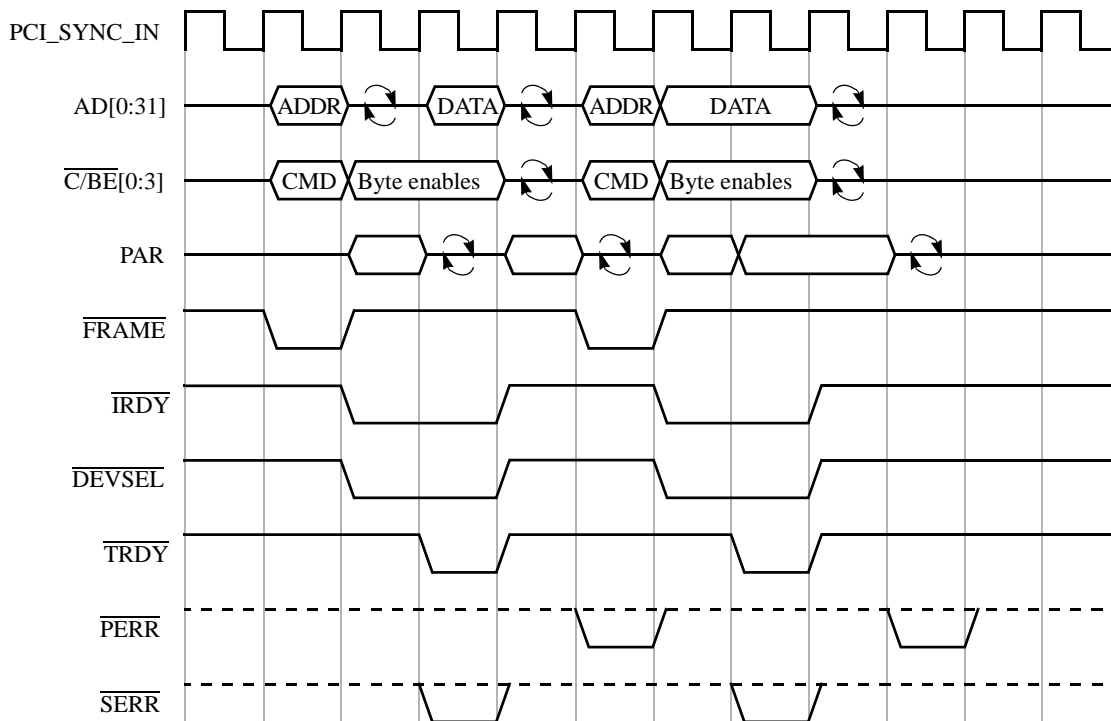 PCI_SYNC_IN
AD[0:31] ADDR DATA ADDR DATA
C/BE[0:3] CMD Byte enables CMD Byte enables
PAR
FRAME
IRDY
DEVSEL
TRDY
PERR
SERR